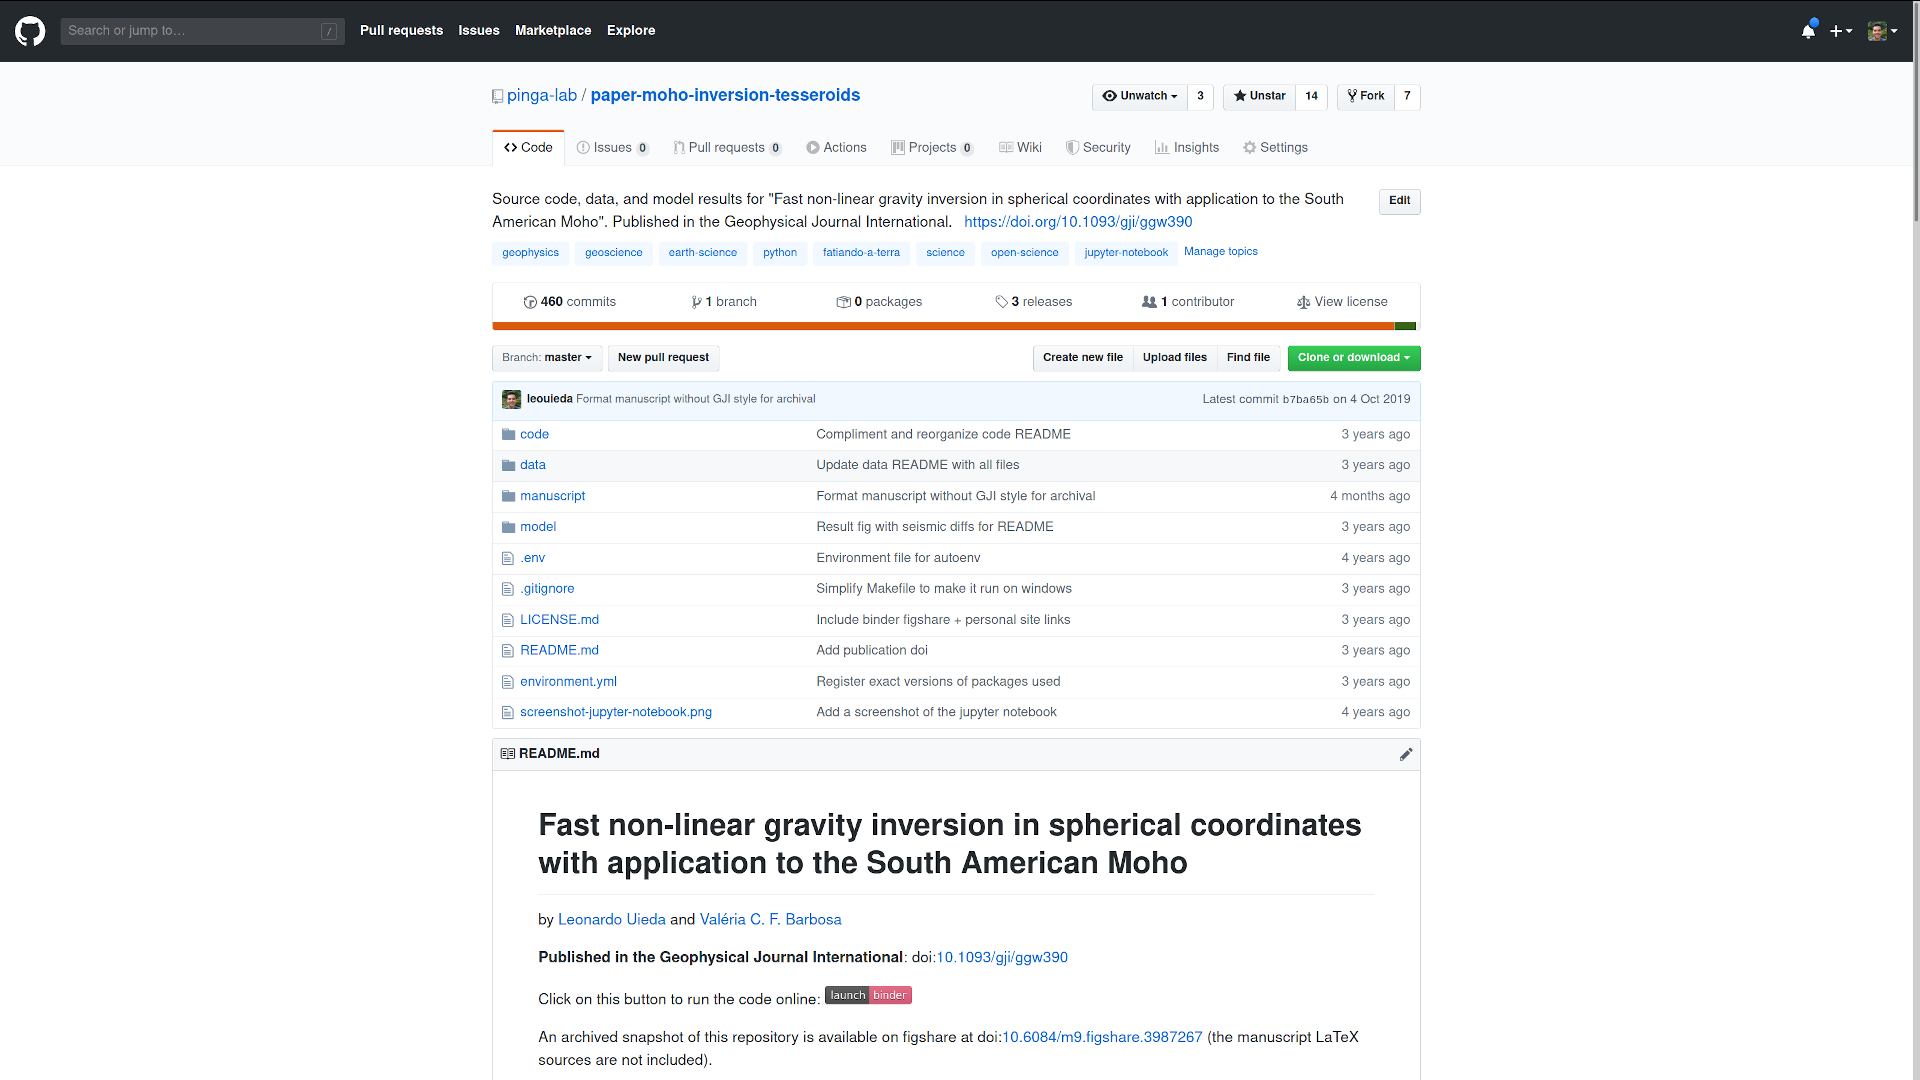 Search or jump to… / Pull requests Issues Marketplace Explore
pinga-lab / paper-moho-inversion-tesseroids Unwatch 3 Unstar 14 Fork 7
Code Issues 0 Pull requests 0 Actions Projects 0 Wiki Security Insights Settings
Source code, data, and model results for "Fast non-linear gravity inversion in spherical coordinates with application to the South
American Moho". Published in the Geophysical Journal International. https://doi.org/10.1093/gji/ggw390
Edit
geophysics geoscience earth-science python fatiando-a-terra science open-science jupyter-notebook Manage topics
460 commits 1 branch 0 packages 3 releases 1 contributor View license
Branch: master New pull request Create new file Upload files Find file Clone or download
leouieda Format manuscript without GJI style for archival Latest commit b7ba65b on 4 Oct 2019
code Compliment and reorganize code README 3 years ago
data Update data README with all files 3 years ago
manuscript Format manuscript without GJI style for archival 4 months ago
model Result fig with seismic diffs for README 3 years ago
.env Environment file for autoenv 4 years ago
.gitignore Simplify Makefile to make it run on windows 3 years ago
LICENSE.md Include binder figshare + personal site links 3 years ago
README.md Add publication doi 3 years ago
environment.yml Register exact versions of packages used 3 years ago
screenshot-jupyter-notebook.png Add a screenshot of the jupyter notebook 4 years ago
README.md
Fast non-linear gravity inversion in spherical coordinates
with application to the South American Moho
by Leonardo Uieda and Valéria C. F. Barbosa
Published in the Geophysical Journal International: doi:10.1093/gji/ggw390
Click on this button to run the code online: launch binder
An archived snapshot of this repository is available on figshare at doi:10.6084/m9.figshare.3987267 (the manuscript LaTeX
sources are not included).